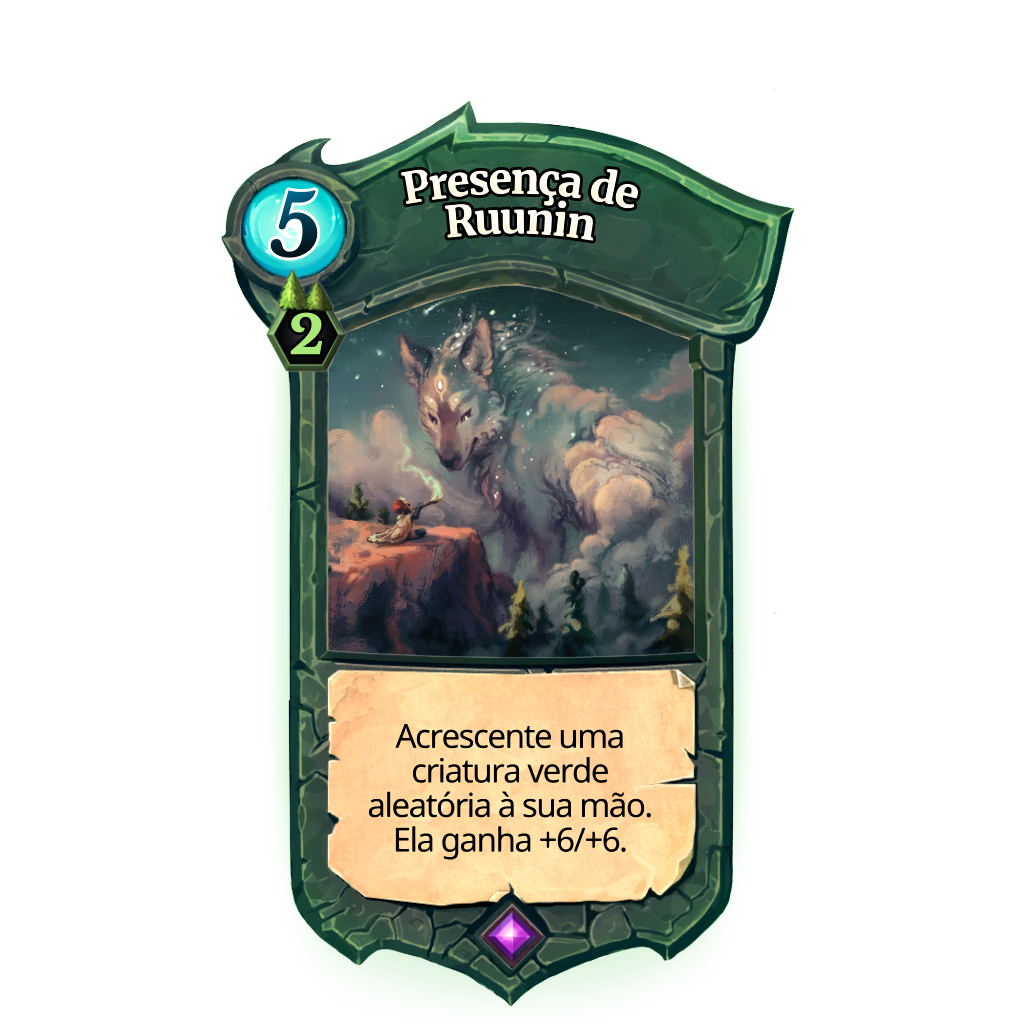 5
Presença de
Ruunin
2
Acrescente uma
criatura verde
aleatória à sua mão.
Ela ganha +6/+6.